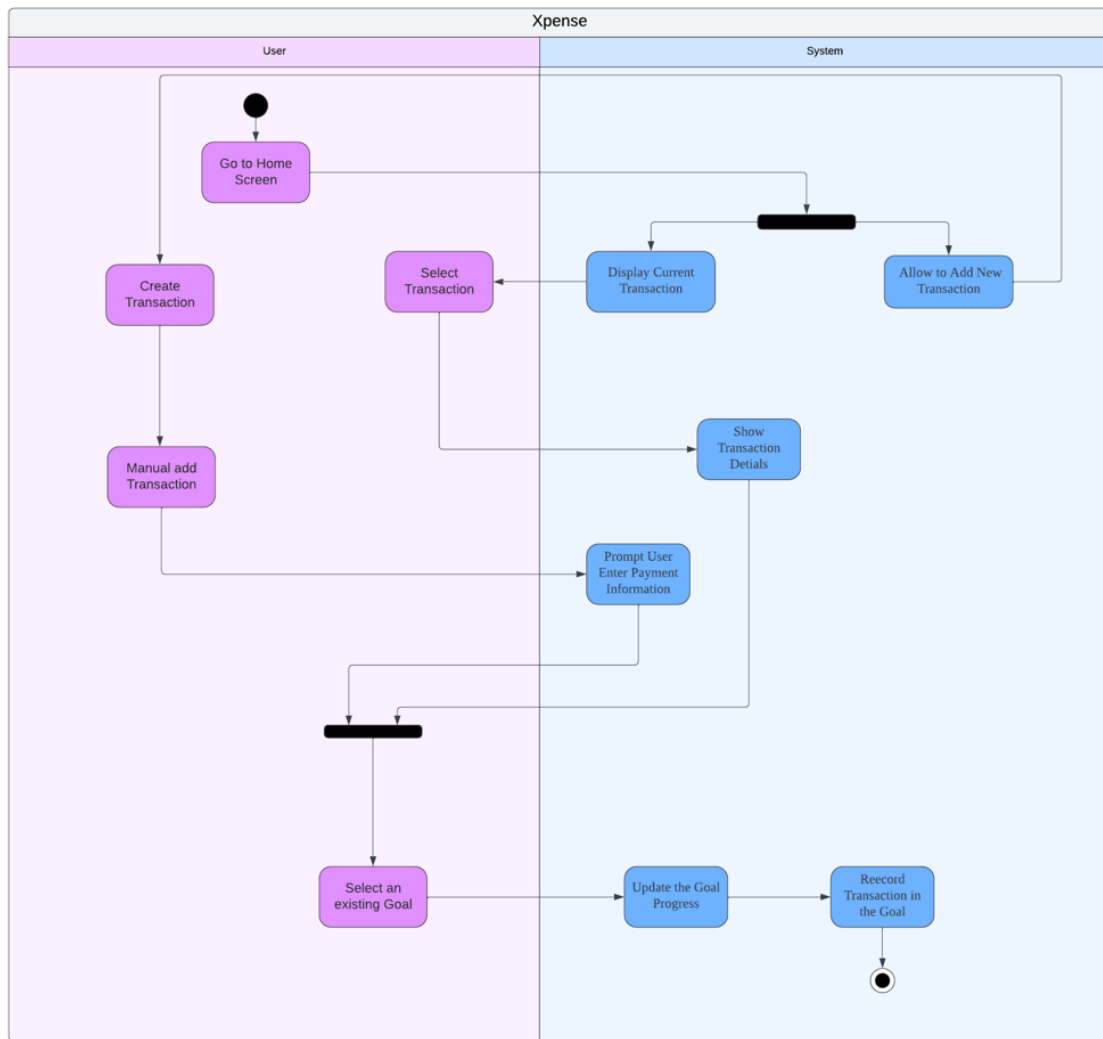 Xpense
User
System
Go to Home
Screen
Create
Transaction
Select
Transaction
Display Current
Transaction
Allow to Add New
Transaction
Show
Transaction
Detials
Manual add
Transaction
Prompt User
Enter Payment
Information
Select an
existing Goal
Update the Goal
Progress
Reecord
Transaction in
the Goal